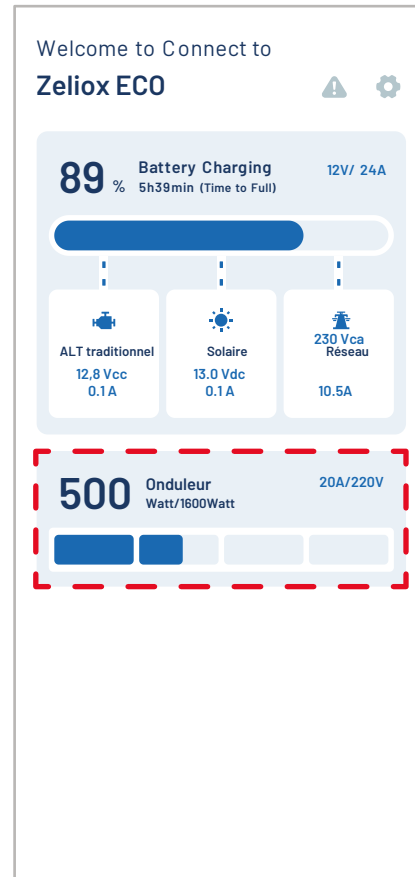 Welcome to Connect to
Zeliox ECO
89 % Battery Charging 12V/ 24A
5h39min (Time to Full)
ALT traditionnel
12,8 Vcc
0.1 A
Solaire
13.0 Vdc
0.1 A
230 Vca
Réseau
10.5A
500 Onduleur 20A/220V
Watt/1600Watt